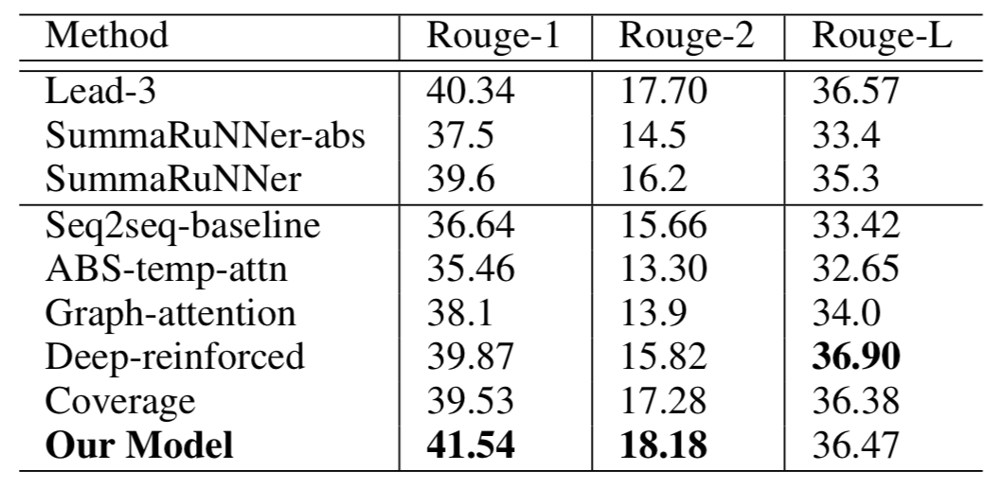 Method Rouge-1 Rouge-2 Rouge-L
Lead-3 40.34 17.70 36.57
SummaRuNNer-abs 37.5 14.5 33.4
SummaRuNNer 39.6 16.2 35.3
Seq2seq-baseline 36.64 15.66 33.42
ABS-temp-attn 35.46 13.30 32.65
Graph-attention 38.1 13.9 34.0
Deep-reinforced 39.87 15.82 36.90
Coverage 39.53 17.28 36.38
Our Model 41.54 18.18 36.47